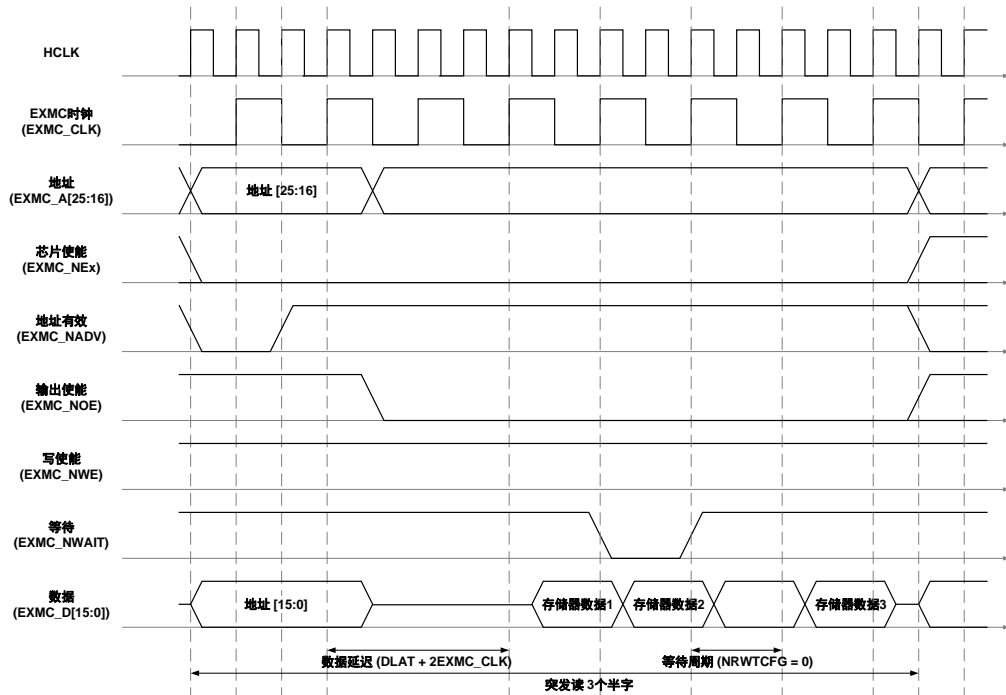 HCLK
EXMC时钟
(EXMC_CLK)
地址
(EXMC_A[25:16])
地址 [25:16]
芯片使能
(EXMC_NEx)
地址有效
(EXMC_NADV)
输出使能
(EXMC_NOE)
写使能
(EXMC_NWE)
等待
(EXMC_NWAIT)
数据
(EXMC_D[15:0])
地址 [15:0]
存储器数据1
存储器数据2
存储器数据3
数据延迟 (DLAT + 2EXMC_CLK)
等待周期 (NRWTCFG = 0)
突发读 3个半字